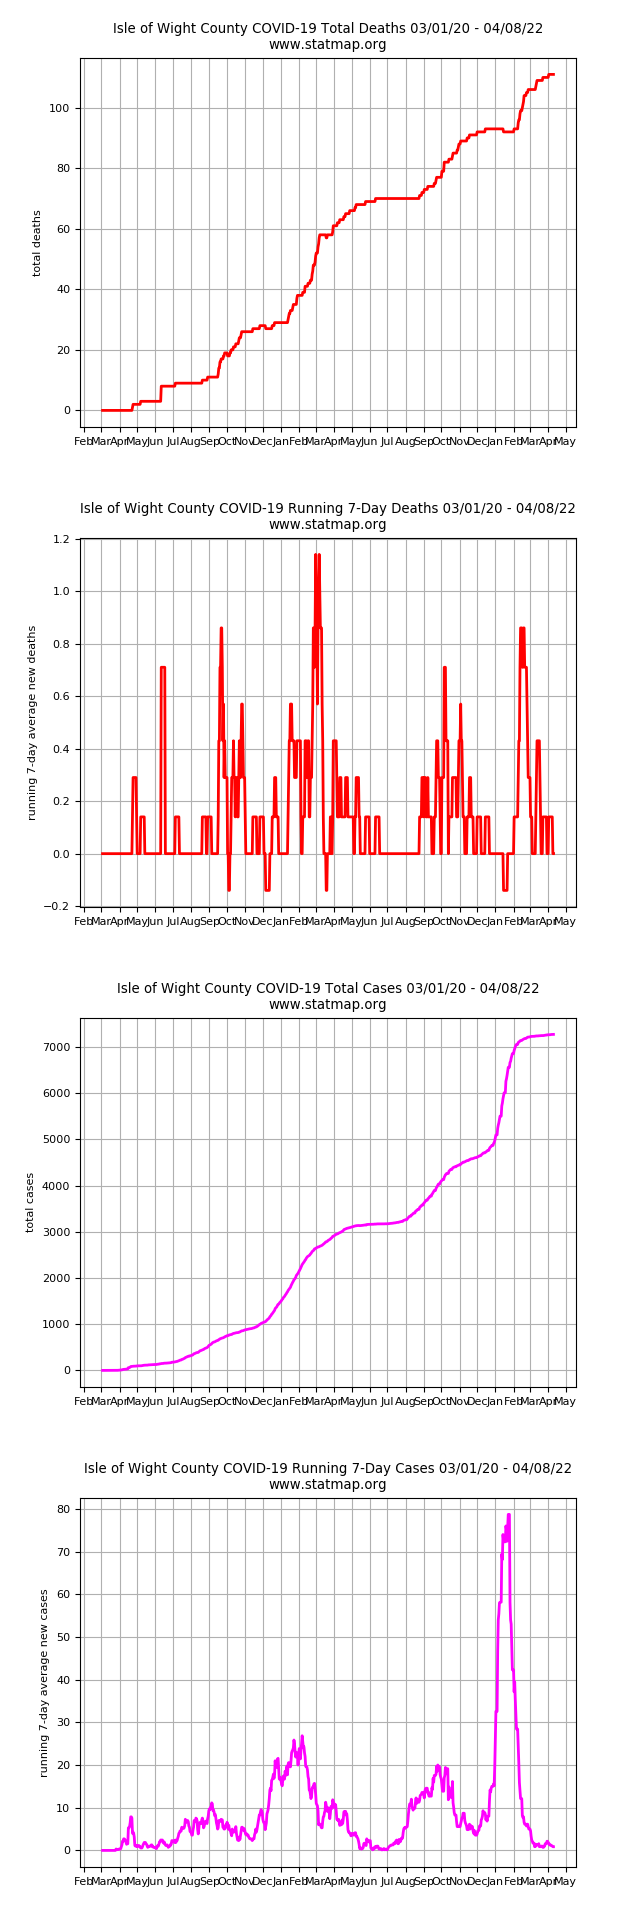 Isle of Wight County COVID-19 Total Deaths 03/01/20 - 04/08/22
www.statmap.org
100
80
60
40
20
0
total deaths
Feb Mar Apr May Jun Jul Aug Sep Oct Nov Dec Jan Feb Mar Apr May Jun Jul Aug Sep Oct Nov Dec Jan Feb Mar Apr May
Isle of Wight County COVID-19 Running 7-Day Deaths 03/01/20 - 04/08/22
www.statmap.org
1.2
1.0
0.8
0.6
0.4
0.2
0.0
−0.2
running 7-day average new deaths
Feb Mar Apr May Jun Jul Aug Sep Oct Nov Dec Jan Feb Mar Apr May Jun Jul Aug Sep Oct Nov Dec Jan Feb Mar Apr May
Isle of Wight County COVID-19 Total Cases 03/01/20 - 04/08/22
www.statmap.org
7000
6000
5000
4000
3000
2000
1000
0
total cases
Feb Mar Apr May Jun Jul Aug Sep Oct Nov Dec Jan Feb Mar Apr May Jun Jul Aug Sep Oct Nov Dec Jan Feb Mar Apr May
Isle of Wight County COVID-19 Running 7-Day Cases 03/01/20 - 04/08/22
www.statmap.org
80
70
60
50
40
30
20
10
0
running 7-day average new cases
Feb Mar Apr May Jun Jul Aug Sep Oct Nov Dec Jan Feb Mar Apr May Jun Jul Aug Sep Oct Nov Dec Jan Feb Mar Apr May